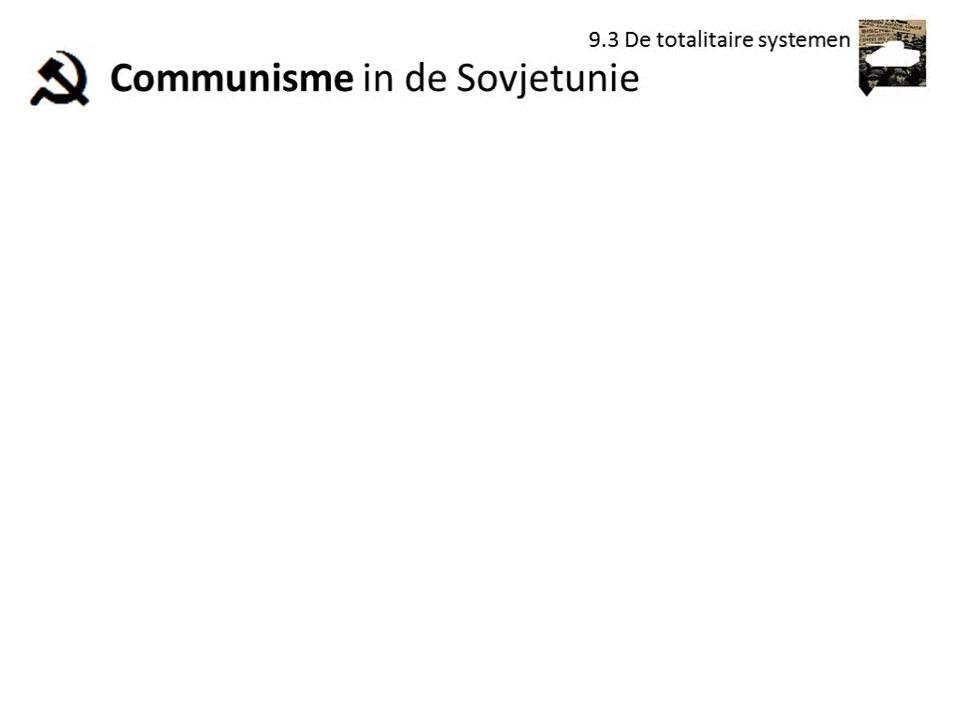 9.3 De totalitaire systemen
Communisme in de Sovjetunie